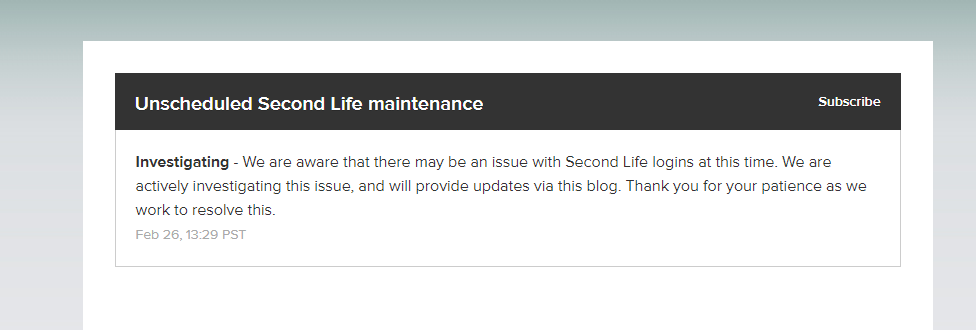 Unscheduled Second Life maintenance
Subscribe
Investigating - We are aware that there may be an issue with Second Life logins at this time. We are
actively investigating this issue, and will provide updates via this blog. Thank you for your patience as we
work to resolve this.
Feb 26, 13:29 PST